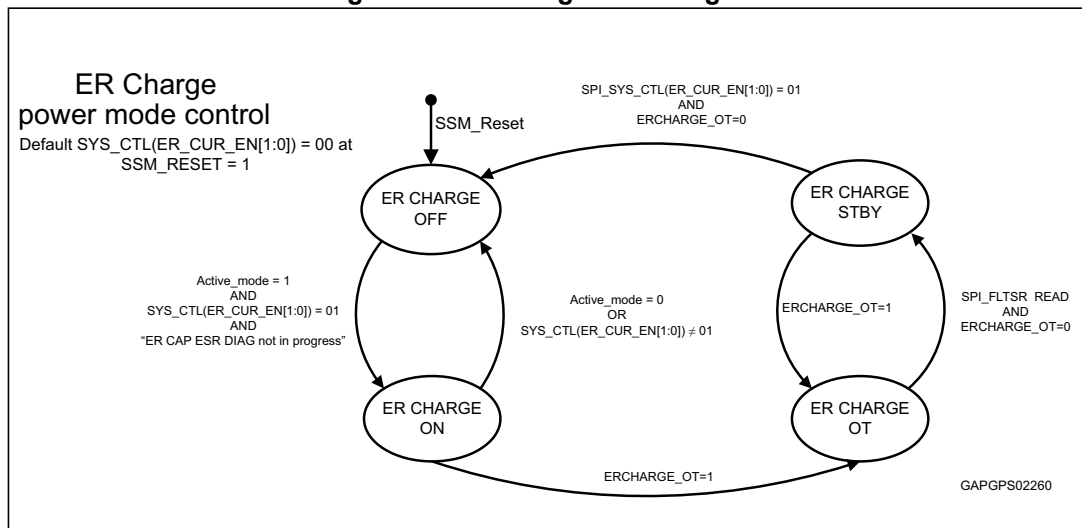 ER Charge
power mode control
Default SYS_CTL(ER_CUR_EN[1:0]) = 00 at
SSM_RESET = 1
SSM_Reset
SPI_SYS_CTL(ER_CUR_EN[1:0]) = 01
AND
ERCHARGE_OT=0
ER CHARGE
OFF
ER CHARGE
STBY
Active_mode = 1
AND
SYS_CTL(ER_CUR_EN[1:0]) = 01
AND
“ER CAP ESR DIAG not in progress”
Active_mode = 0
OR
SYS_CTL(ER_CUR_EN[1:0]) ≠ 01
ERCHARGE_OT=1
SPI_FLTSR READ
AND
ERCHARGE_OT=0
ER CHARGE
ON
ER CHARGE
OT
ERCHARGE_OT=1
GAPGPS02260